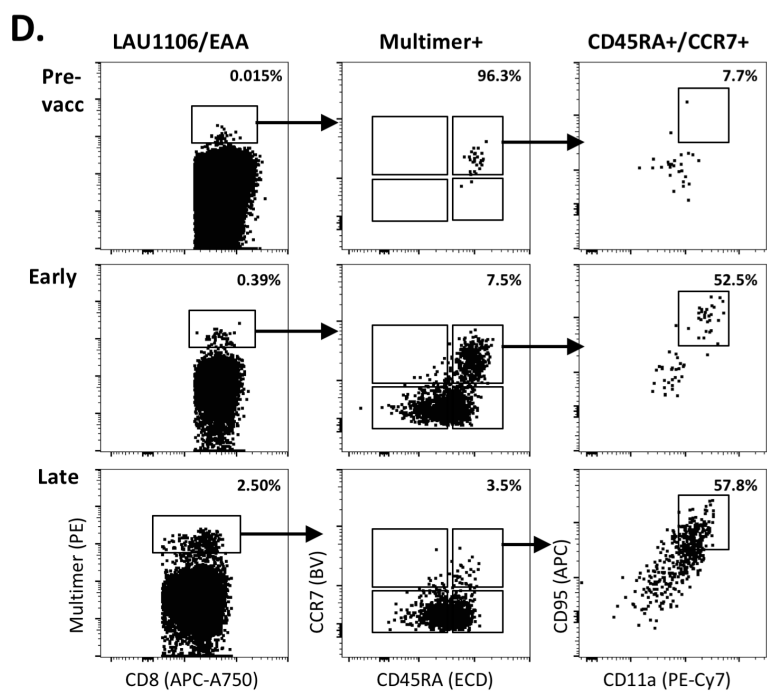 D.
LAU1106/EAA
Multimer+
CD45RA+/CCR7+
Pre-
vacc
0.015%
96.3%
7.7%
Early
0.39%
7.5%
52.5%
Late
2.50%
3.5%
57.8%
Multimer (PE)
CCR7 (BV)
CD95 (APC)
CD8 (APC-A750)
CD45RA (ECD)
CD11a (PE-Cy7)